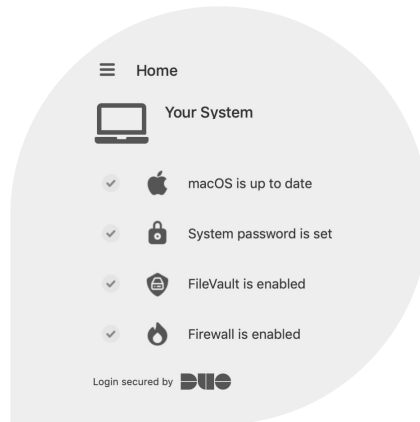 Home
Your System
macOS is up to date
System password is set
FileVault is enabled
Firewall is enabled
Login secured by DUO